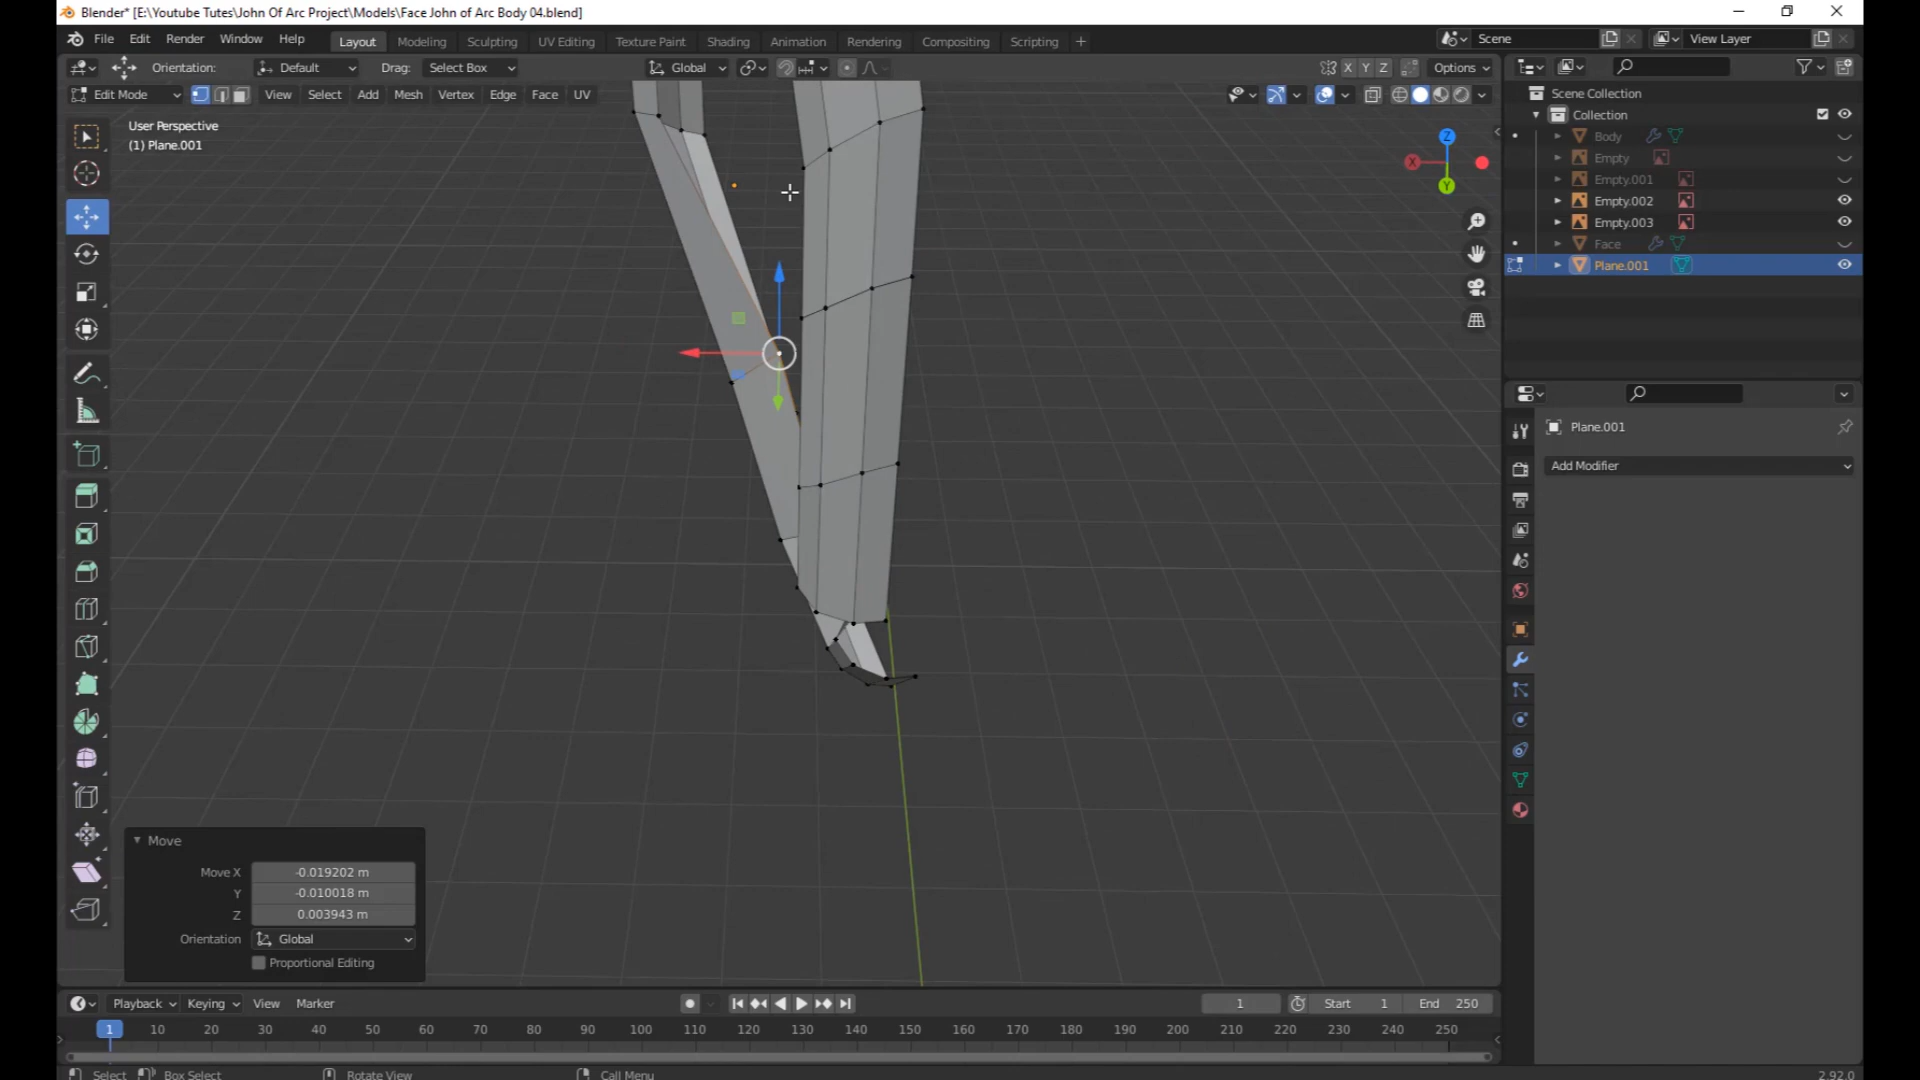 Blender* [E:\Youtube Tutes\John Of Arc Project\Models\Face John of Arc Body 04.blend]
File Edit Render Window Help Layout Modeling Sculpting UV Editing Texture Paint Shading Animation Rendering Compositing Scripting + Scene View Layer
Orientation: Default Drag: Select Box Global X Y Z Options
Edit Mode View Select Add Mesh Vertex Edge Face UV
User Perspective
(1) Plane.001
Z
X
Y
Scene Collection
Collection
Body
Empty
Empty.001
Empty.002
Empty.003
Face
Plane.001
Plane.001
Add Modifier
Move
Move X -0.019202 m
Y -0.010018 m
Z 0.003943 m
Orientation Global
Proportional Editing
Playback Keying View Marker 1 Start 1 End 250
1 10 20 30 40 50 60 70 80 90 100 110 120 130 140 150 160 170 180 190 200 210 220 230 240 250
Select Box Select Rotate View Call Menu 2.92.0